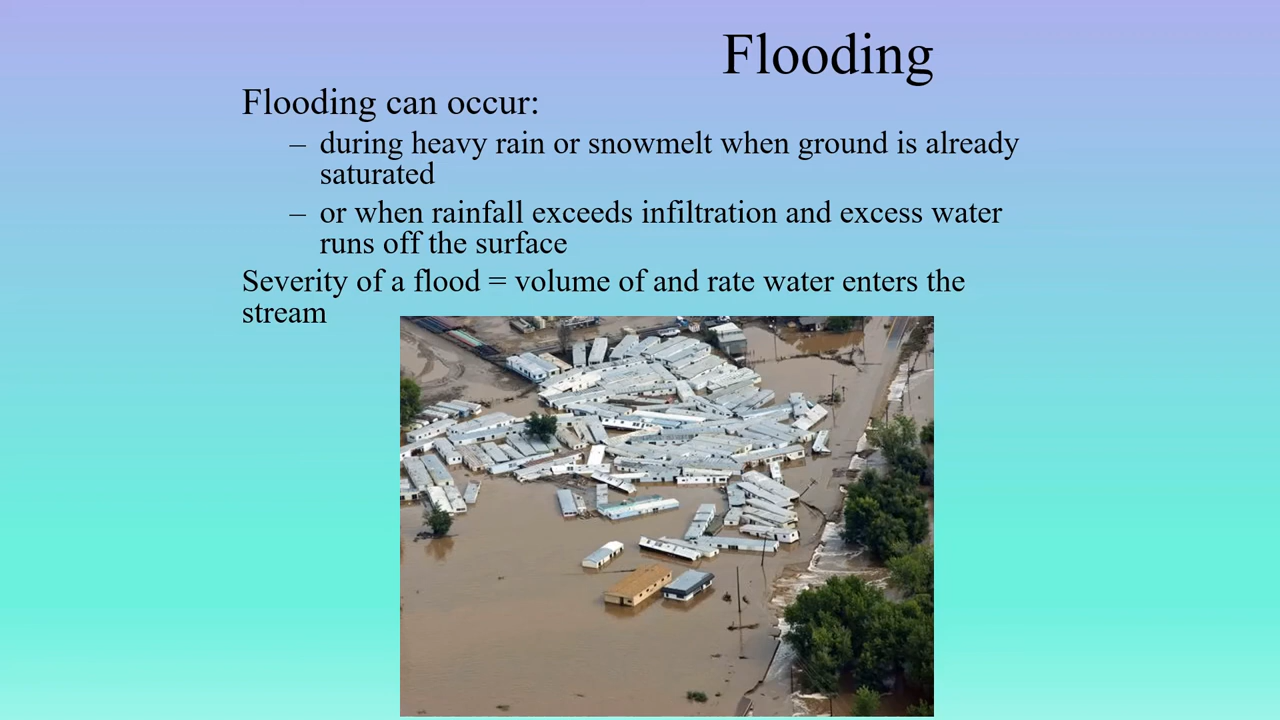 Flooding
Flooding can occur:
– during heavy rain or snowmelt when ground is already
saturated
– or when rainfall exceeds infiltration and excess water
runs off the surface
Severity of a flood = volume of and rate water enters the
stream